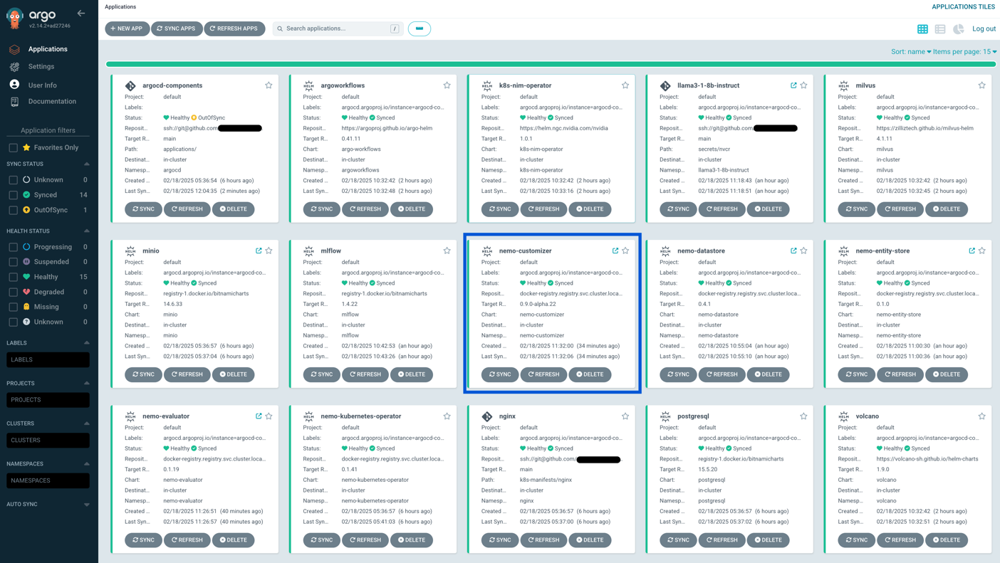 argo
v2.14.2+ad27246
Applications
Settings
User Info
Documentation
Application filters
Favorites Only
SYNC STATUS
Unknown 0
Synced 14
OutOfSync 1
HEALTH STATUS
Progressing 0
Suspended 0
Healthy 15
Degraded 0
Missing 0
Unknown 0
LABELS
LABELS
PROJECTS
PROJECTS
CLUSTERS
CLUSTERS
NAMESPACES
NAMESPACES
AUTO SYNC
Applications
APPLICATIONS TILES
+ NEW APP SYNC APPS REFRESH APPS Search applications... /
Log out
Sort: name Items per page: 15
argocd-components
Project: default
Labels:
Status: Healthy OutOfSync
Reposit... ssh://git@github.com
Target R... main
Path: applications/
Destinat... in-cluster
Namesp... argocd
Created ... 02/18/2025 05:36:54 (6 hours ago)
Last Syn... 02/18/2025 12:04:35 (2 minutes ago)
SYNC REFRESH DELETE
argoworkflows
Project: default
Labels: argocd.argoproj.io/instance=argocd-co...
Status: Healthy Synced
Reposit... https://argoproj.github.io/argo-helm
Target R... 0.41.11
Chart: argo-workflows
Destinat... in-cluster
Namesp... argoworkflows
Created ... 02/18/2025 10:32:42 (2 hours ago)
Last Syn... 02/18/2025 10:32:48 (2 hours ago)
SYNC REFRESH DELETE
k8s-nim-operator
Project: default
Labels: argocd.argoproj.io/instance=argocd-co...
Status: Healthy Synced
Reposit... https://helm.ngc.nvidia.com/nvidia
Target R... 1.0.1
Chart: k8s-nim-operator
Destinat... in-cluster
Namesp... k8s-nim-operator
Created ... 02/18/2025 10:32:42 (2 hours ago)
Last Syn... 02/18/2025 10:33:16 (2 hours ago)
SYNC REFRESH DELETE
llama3-1-8b-instruct
Project: default
Labels: argocd.argoproj.io/instance=argocd-co...
Status: Healthy Synced
Reposit... ssh://git@github.com
Target R... main
Path: secrets/nvcr
Destinat... in-cluster
Namesp... llama3-1-8b-instruct
Created ... 02/18/2025 11:18:43 (an hour ago)
Last Syn... 02/18/2025 11:18:51 (an hour ago)
SYNC REFRESH DELETE
milvus
Project: default
Labels: argocd.argoproj.io/instance=argocd-co...
Status: Healthy Synced
Reposit... https://zilliztech.github.io/milvus-helm
Target R... 4.1.11
Chart: milvus
Destinat... in-cluster
Namesp... milvus
Created ... 02/18/2025 10:32:42 (2 hours ago)
Last Syn... 02/18/2025 10:32:45 (2 hours ago)
SYNC REFRESH DELETE
minio
Project: default
Labels: argocd.argoproj.io/instance=argocd-co...
Status: Healthy Synced
Reposit... registry-1.docker.io/bitnamicharts
Target R... 14.6.33
Chart: minio
Destinat... in-cluster
Namesp... minio
Created ... 02/18/2025 05:36:57 (6 hours ago)
Last Syn... 02/18/2025 05:37:04 (6 hours ago)
SYNC REFRESH DELETE
mlflow
Project: default
Labels: argocd.argoproj.io/instance=argocd-co...
Status: Healthy Synced
Reposit... registry-1.docker.io/bitnamicharts
Target R... 1.4.22
Chart: mlflow
Destinat... in-cluster
Namesp... mlflow
Created ... 02/18/2025 10:42:53 (an hour ago)
Last Syn... 02/18/2025 10:43:26 (an hour ago)
SYNC REFRESH DELETE
nemo-customizer
Project: default
Labels: argocd.argoproj.io/instance=argocd-co...
Status: Healthy Synced
Reposit... docker-registry.registry.svc.cluster.loca...
Target R... 0.9.0-alpha.22
Chart: nemo-customizer
Destinat... in-cluster
Namesp... nemo-customizer
Created ... 02/18/2025 11:32:00 (34 minutes ago)
Last Syn... 02/18/2025 11:32:06 (34 minutes ago)
SYNC REFRESH DELETE
nemo-datastore
Project: default
Labels: argocd.argoproj.io/instance=argocd-co...
Status: Healthy Synced
Reposit... docker-registry.registry.svc.cluster.loca...
Target R... 0.4.1
Chart: nemo-datastore
Destinat... in-cluster
Namesp... nemo-datastore
Created ... 02/18/2025 10:55:04 (an hour ago)
Last Syn... 02/18/2025 10:55:10 (an hour ago)
SYNC REFRESH DELETE
nemo-entity-store
Project: default
Labels: argocd.argoproj.io/instance=argocd-co...
Status: Healthy Synced
Reposit... docker-registry.registry.svc.cluster.loca...
Target R... 0.1.0
Chart: nemo-entity-store
Destinat... in-cluster
Namesp... nemo-entity-store
Created ... 02/18/2025 11:00:30 (an hour ago)
Last Syn... 02/18/2025 11:00:36 (an hour ago)
SYNC REFRESH DELETE
nemo-evaluator
Project: default
Labels: argocd.argoproj.io/instance=argocd-co...
Status: Healthy Synced
Reposit... docker-registry.registry.svc.cluster.loca...
Target R... 0.1.19
Chart: nemo-evaluator
Destinat... in-cluster
Namesp... nemo-evaluator
Created ... 02/18/2025 11:26:51 (40 minutes ago)
Last Syn... 02/18/2025 11:26:57 (40 minutes ago)
SYNC REFRESH DELETE
nemo-kubernetes-operator
Project: default
Labels: argocd.argoproj.io/instance=argocd-co...
Status: Healthy Synced
Reposit... docker-registry.registry.svc.cluster.loca...
Target R... 0.1.41
Chart: nemo-kubernetes-operator
Destinat... in-cluster
Namesp... nemo-kubernetes-operator
Created ... 02/18/2025 05:36:57 (6 hours ago)
Last Syn... 02/18/2025 05:41:03 (6 hours ago)
SYNC REFRESH DELETE
nginx
Project: default
Labels: argocd.argoproj.io/instance=argocd-co...
Status: Healthy Synced
Reposit... ssh://git@github.com/
Target R... main
Path: k8s-manifests/nginx
Destinat... in-cluster
Namesp... nginx
Created ... 02/18/2025 05:36:57 (6 hours ago)
Last Syn... 02/18/2025 05:37:00 (6 hours ago)
SYNC REFRESH DELETE
postgresql
Project: default
Labels: argocd.argoproj.io/instance=argocd-co...
Status: Healthy Synced
Reposit... registry-1.docker.io/bitnamicharts
Target R... 15.5.20
Chart: postgresql
Destinat... in-cluster
Namesp... postgresql
Created ... 02/18/2025 05:36:57 (6 hours ago)
Last Syn... 02/18/2025 05:37:02 (6 hours ago)
SYNC REFRESH DELETE
volcano
Project: default
Labels: argocd.argoproj.io/instance=argocd-co...
Status: Healthy Synced
Reposit... https://volcano-sh.github.io/helm-charts
Target R... 1.9.0
Chart: volcano
Destinat... in-cluster
Namesp... volcano
Created ... 02/18/2025 10:32:42 (2 hours ago)
Last Syn... 02/18/2025 10:32:51 (2 hours ago)
SYNC REFRESH DELETE